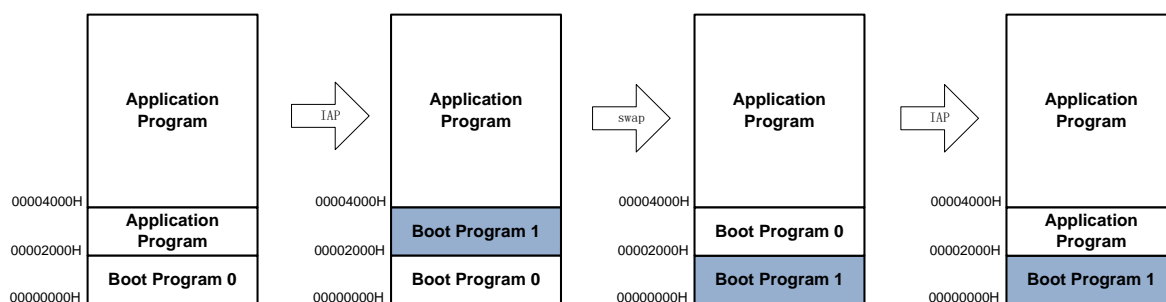 Application
Program
00004000H
Application
Program
00002000H
Boot Program 0
00000000H
IAP
Application
Program
00004000H
Boot Program 1
00002000H
Boot Program 0
00000000H
swap
Application
Program
00004000H
Boot Program 0
00002000H
Boot Program 1
00000000H
IAP
Application
Program
00004000H
Application
Program
00002000H
Boot Program 1
00000000H